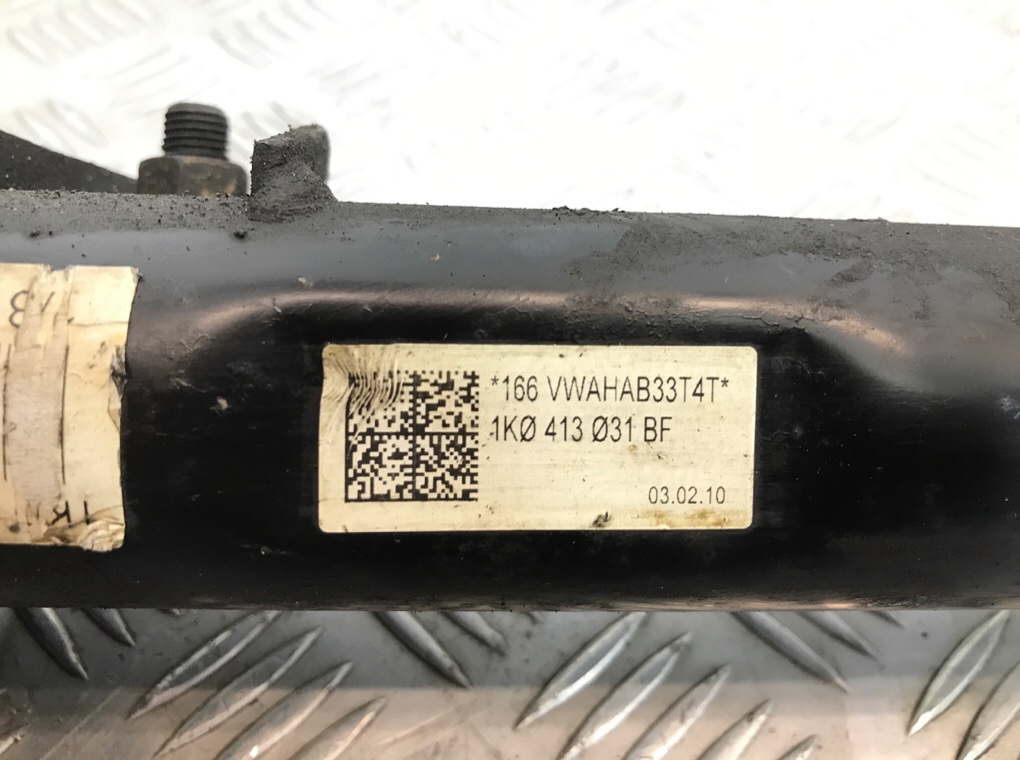 *166 VWAHAB33T4T*
1KØ 413 Ø31 BF
03.02.10